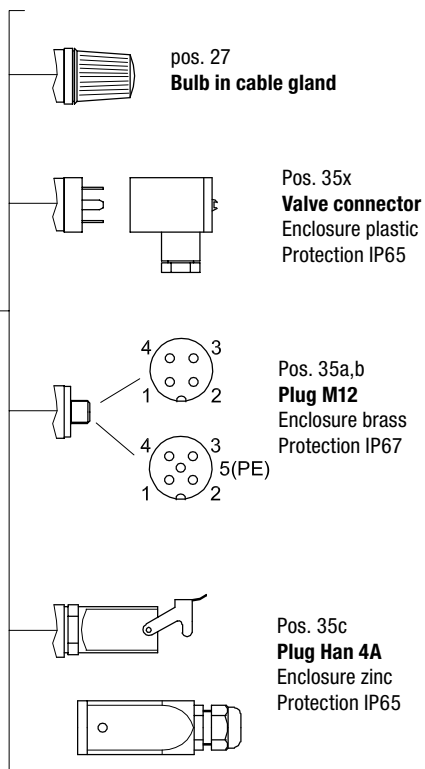 pos. 27
Bulb in cable gland
Pos. 35x
Valve connector
Enclosure plastic
Protection IP65
4 3
1 2
Pos. 35a,b
Plug M12
Enclosure brass
Protection IP67
4 3
5(PE)
1 2
Pos. 35c
Plug Han 4A
Enclosure zinc
Protection IP65